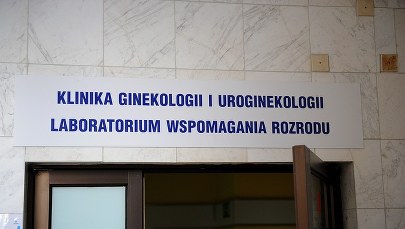 KLINIKA GINEKOLOGII I UROGINEKOLOGII
LABORATORIUM WSPOMAGANIA ROZRODU